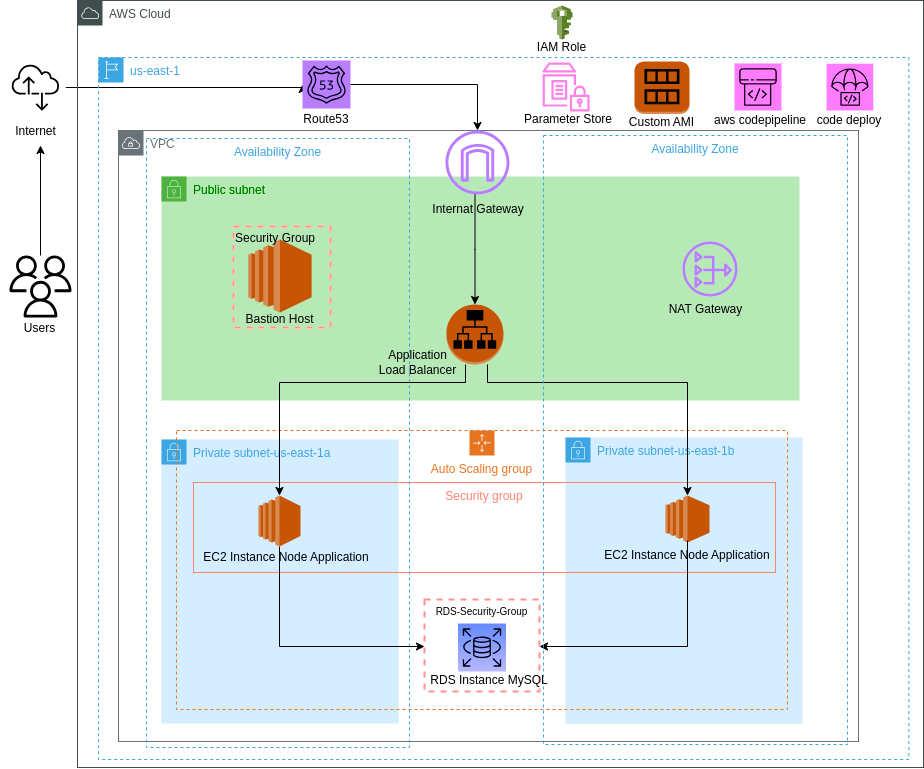 AWS Cloud
IAM Role
us-east-1
Internet
53
Route53
Parameter Store
Custom AMI
aws codepipeline
code deploy
VPC
Availability Zone
Availability Zone
Public subnet
Internat Gateway
Security Group
Bastion Host
NAT Gateway
Users
Application
Load Balancer
Private subnet-us-east-1a
Private subnet-us-east-1b
Auto Scaling group
Security group
EC2 Instance Node Application
EC2 Instance Node Application
RDS-Security-Group
RDS Instance MySQL